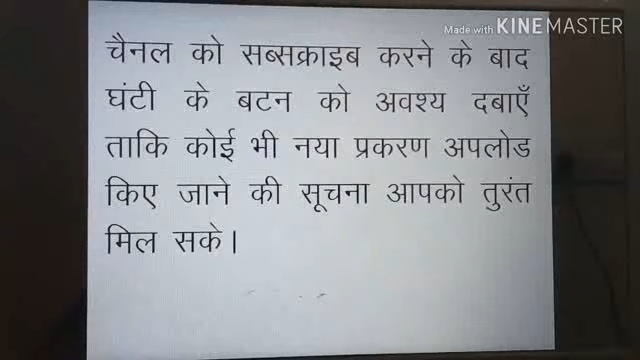 Made with KINEMASTER
चैनल को सब्सक्राइब करने के बाद
घंटी के बटन को अवश्य दबाएँ
ताकि कोई भी नया प्रकरण अपलोड
किए जाने की सूचना आपको तुरंत
मिल सके।